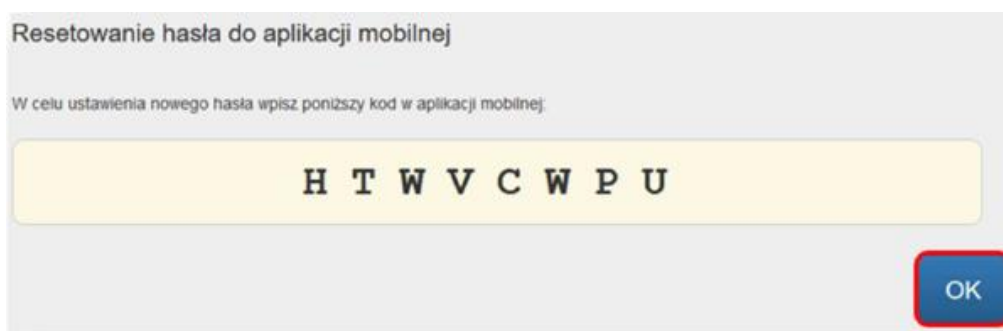 Resetowanie hasła do aplikacji mobilnej
W celu ustawienia nowego hasła wpisz poniższy kod w aplikacji mobilnej:
H T W V C W P U
OK